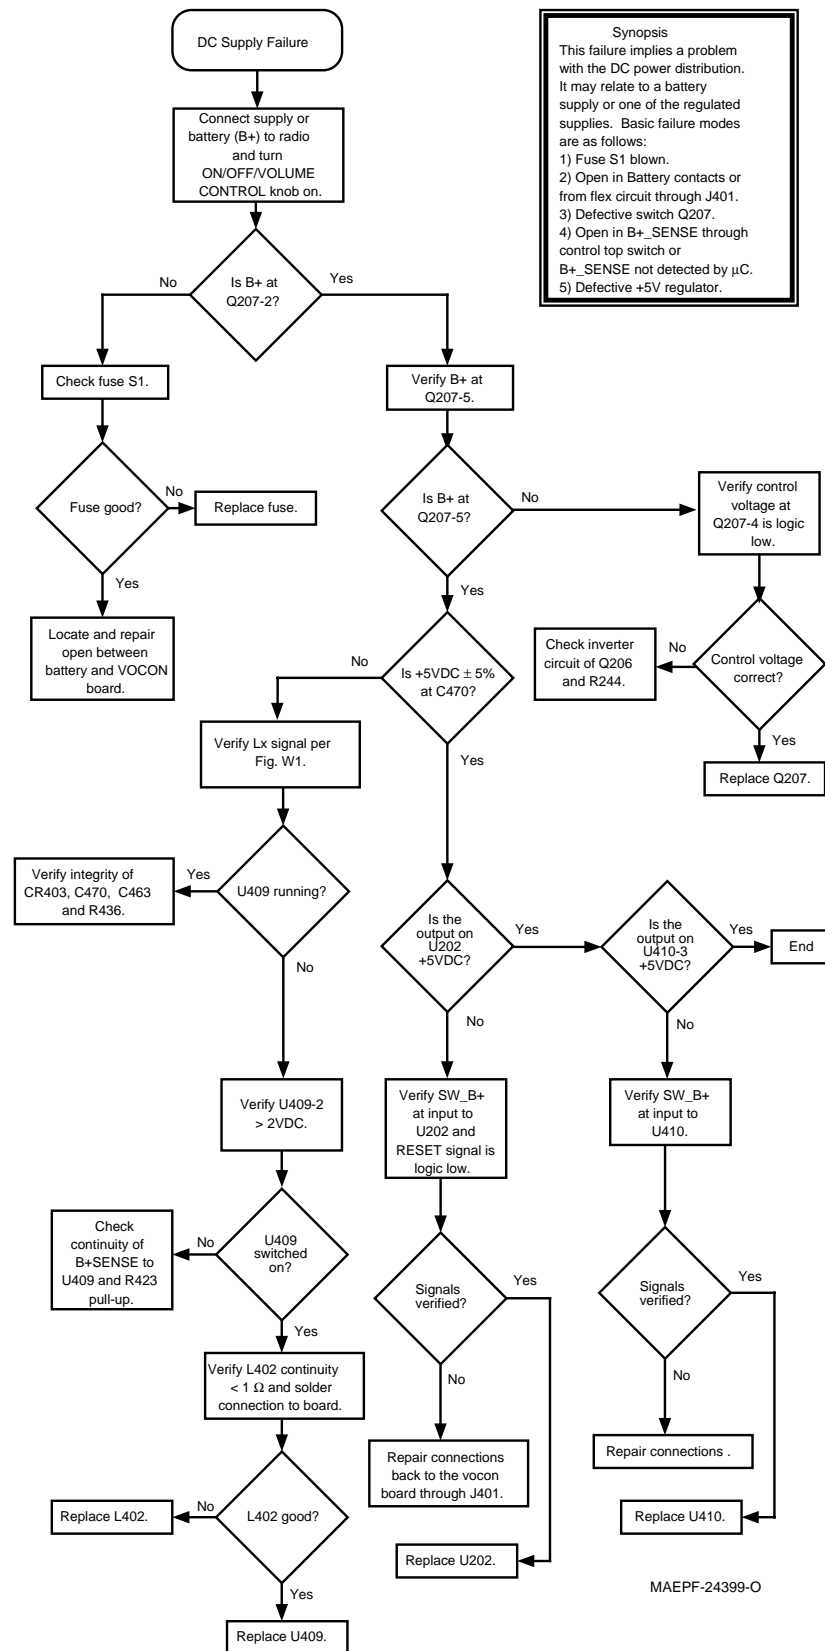 DC Supply Failure
Synopsis
This failure implies a problem
with the DC power distribution.
It may relate to a battery
supply or one of the regulated
supplies. Basic failure modes
are as follows:
1) Fuse S1 blown.
2) Open in Battery contacts or
from flex circuit through J401.
3) Defective switch Q207.
4) Open in B+_SENSE through
control top switch or
B+_SENSE not detected by μC.
5) Defective +5V regulator.
Connect supply or
battery (B+) to radio
and turn
ON/OFF/VOLUME
CONTROL knob on.
No
Is B+ at
Q207-2?
Yes
Check fuse S1.
Verify B+ at
Q207-5.
Fuse good?
No
Replace fuse.
Yes
Locate and repair
open between
battery and VOCON
board.
Is B+ at
Q207-5?
No
Yes
Verify control
voltage at
Q207-4 is logic
low.
Check inverter
circuit of Q206
and R244.
No
Control voltage
correct?
Yes
Replace Q207.
No
Is +5VDC ± 5%
at C470?
Yes
Verify Lx signal per
Fig. W1.
Verify integrity of
CR403, C470, C463
and R436.
Yes
U409 running?
No
Is the
output on
U202
+5VDC?
Yes
No
Is the
output on
U410-3
+5VDC?
Yes
End
No
Verify U409-2
> 2VDC.
Verify SW_B+
at input to
U202 and
RESET signal is
logic low.
Verify SW_B+
at input to
U410.
Check
continuity of
B+SENSE to
U409 and R423
pull-up.
No
U409
switched
on?
Yes
Signals
verified?
Yes
No
Signals
verified?
Yes
No
Verify L402 continuity
< 1 Ω and solder
connection to board.
Repair connections
back to the vocon
board through J401.
Repair connections .
Replace L402.
No
L402 good?
Yes
Replace U202.
Replace U410.
Replace U409.
MAEPF-24399-O